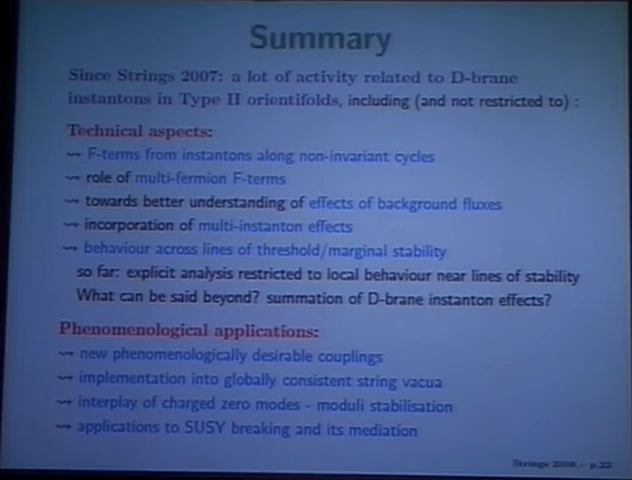 Summary
Since Strings 2007: a lot of activity related to D-brane
instantons in Type II orientifolds, including (and not restricted to) :
Technical aspects:
⇝ F-terms from instantons along non-invariant cycles
⇝ role of multi-fermion F-terms
⇝ towards better understanding of effects of background fluxes
⇝ incorporation of multi-instanton effects
⇝ behaviour across lines of threshold/marginal stability
so far: explicit analysis restricted to local behaviour near lines of stability
What can be said beyond? summation of D-brane instanton effects?
Phenomenological applications:
⇝ new phenomenologically desirable couplings
⇝ implementation into globally consistent string vacua
⇝ interplay of charged zero modes - moduli stabilisation
⇝ applications to SUSY breaking and its mediation
Strings 2008 - p.22